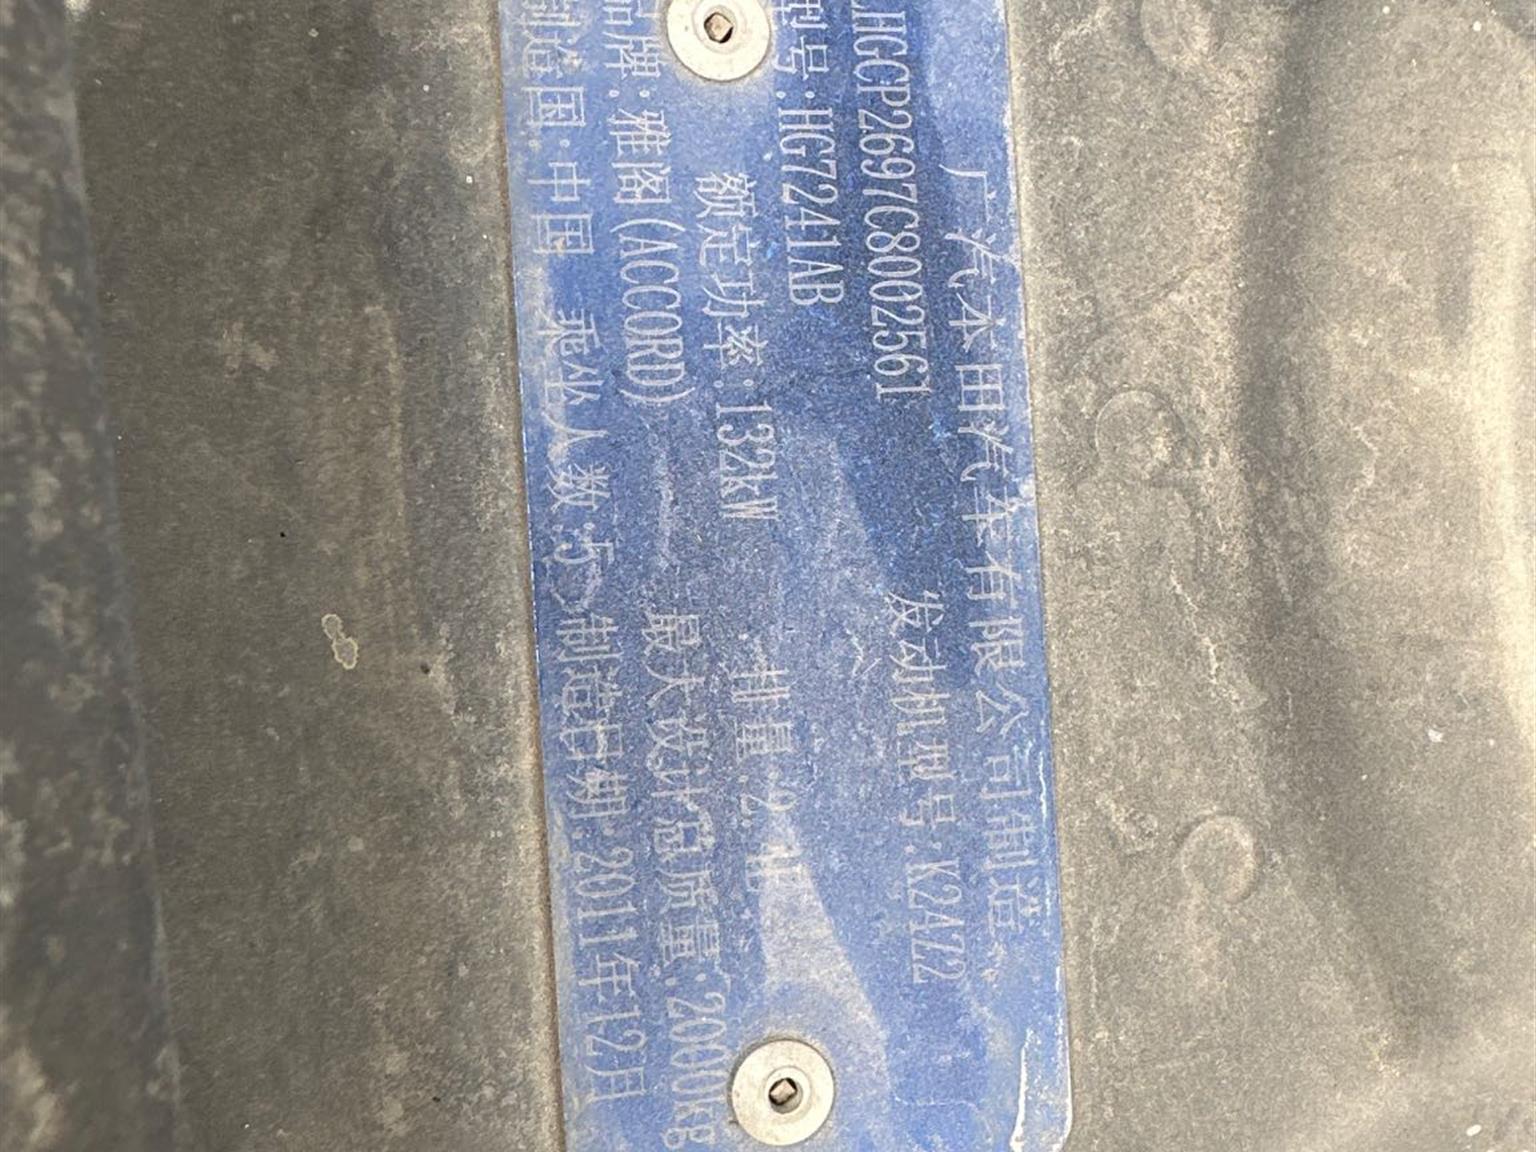 广汽本田汽车有限公司制造
LHGCP2697C8002561 发动机型号:K24Z2
型号:HG7241AB
额定功率:132kW 排量:2.4L
品牌:雅阁(ACCORD) 最大设计总质量:2000kg
制造国:中国 乘坐人数:5 制造日期:2011年12月